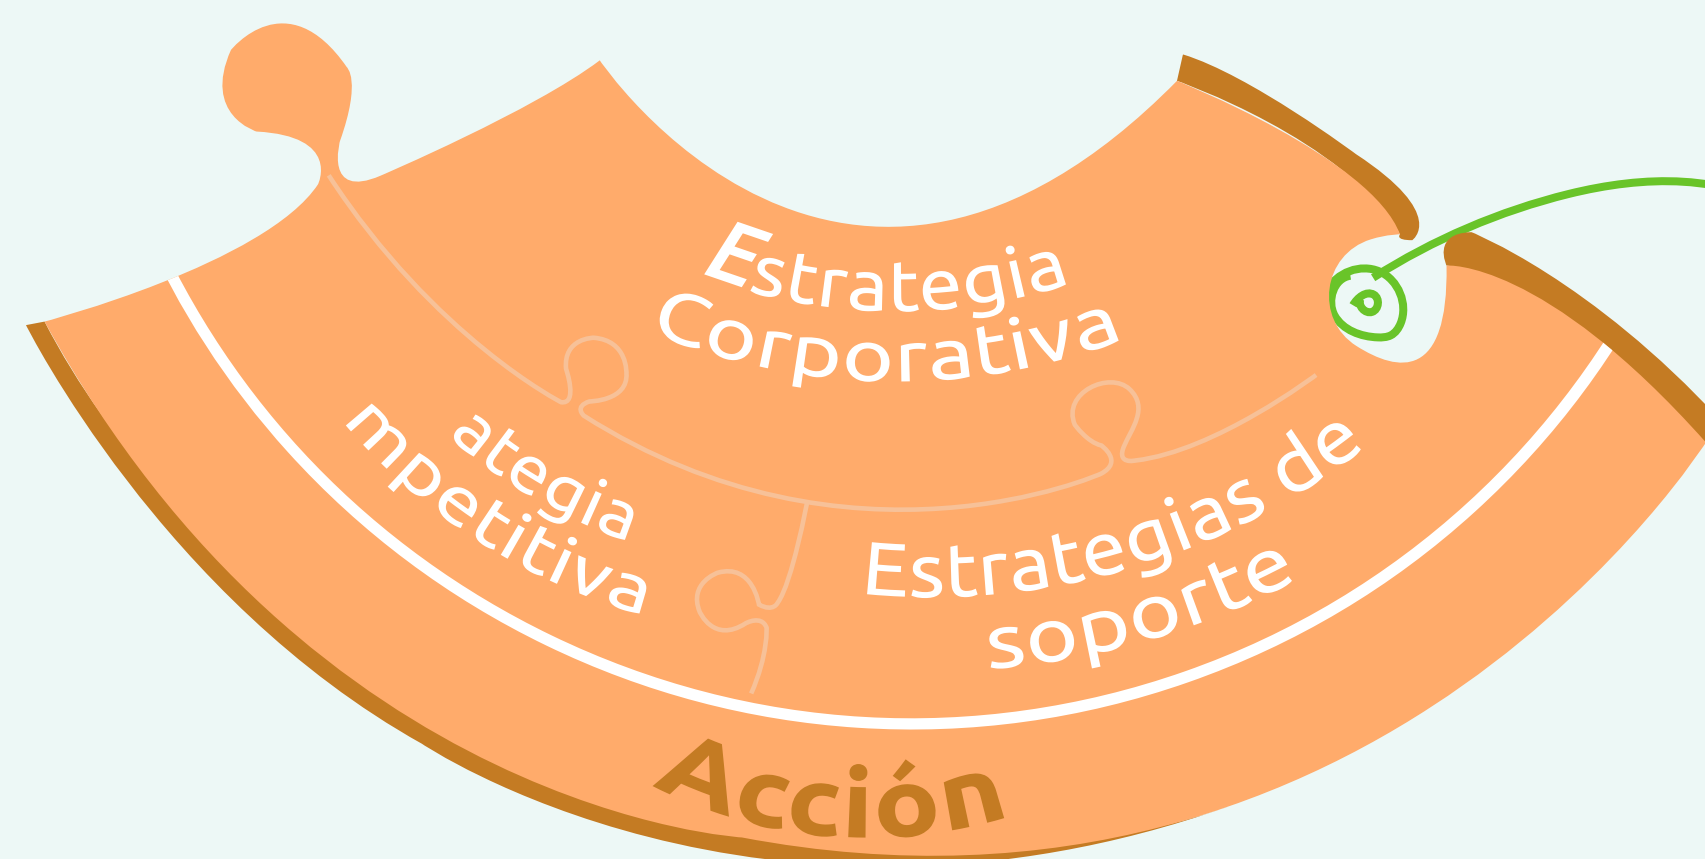 Estrategia
Corporativa
ategia
mpetitiva
Estrategias de
soporte
Acción